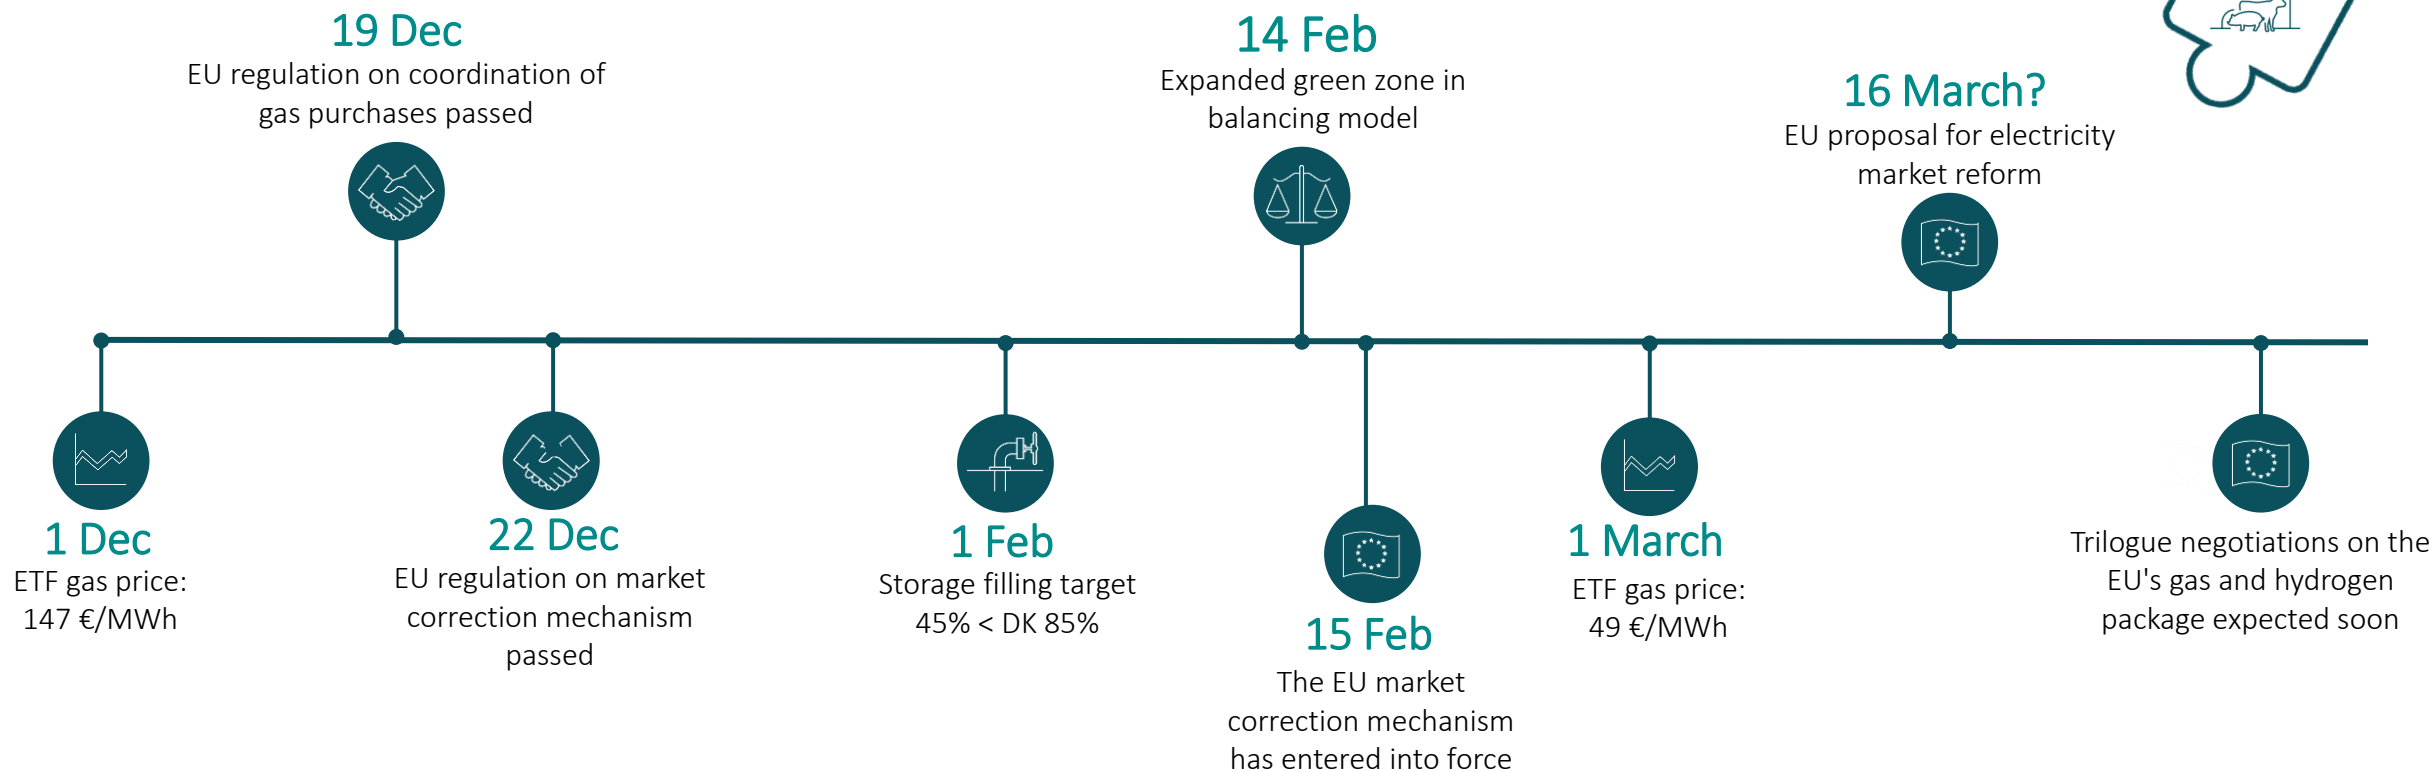 19 Dec
EU regulation on coordination of
gas purchases passed
14 Feb
Expanded green zone in
balancing model
16 March?
EU proposal for electricity
market reform
1 Dec
ETF gas price:
147 €/MWh
22 Dec
EU regulation on market
correction mechanism
passed
1 Feb
Storage filling target
45% < DK 85%
15 Feb
The EU market
correction mechanism
has entered into force
1 March
ETF gas price:
49 €/MWh
Trilogue negotiations on the
EU's gas and hydrogen
package expected soon